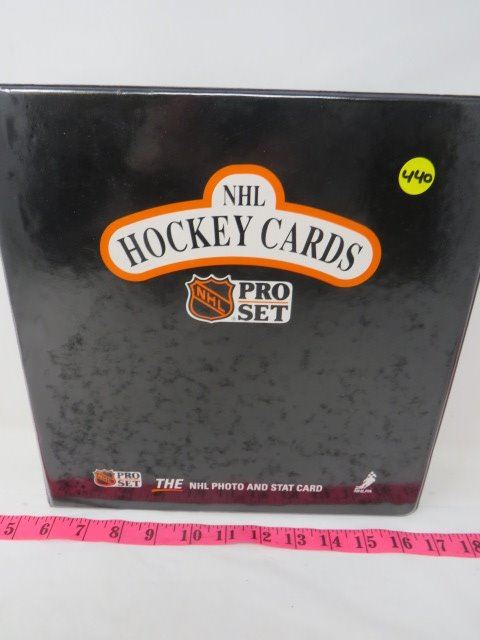 440
NHL
HOCKEY CARDS
NHL
PRO
SET
PRO
SET
THE NHL PHOTO AND STAT CARD
NHLPA
5 6 7 8 9 10 11 12 13 14 15 16 17 18